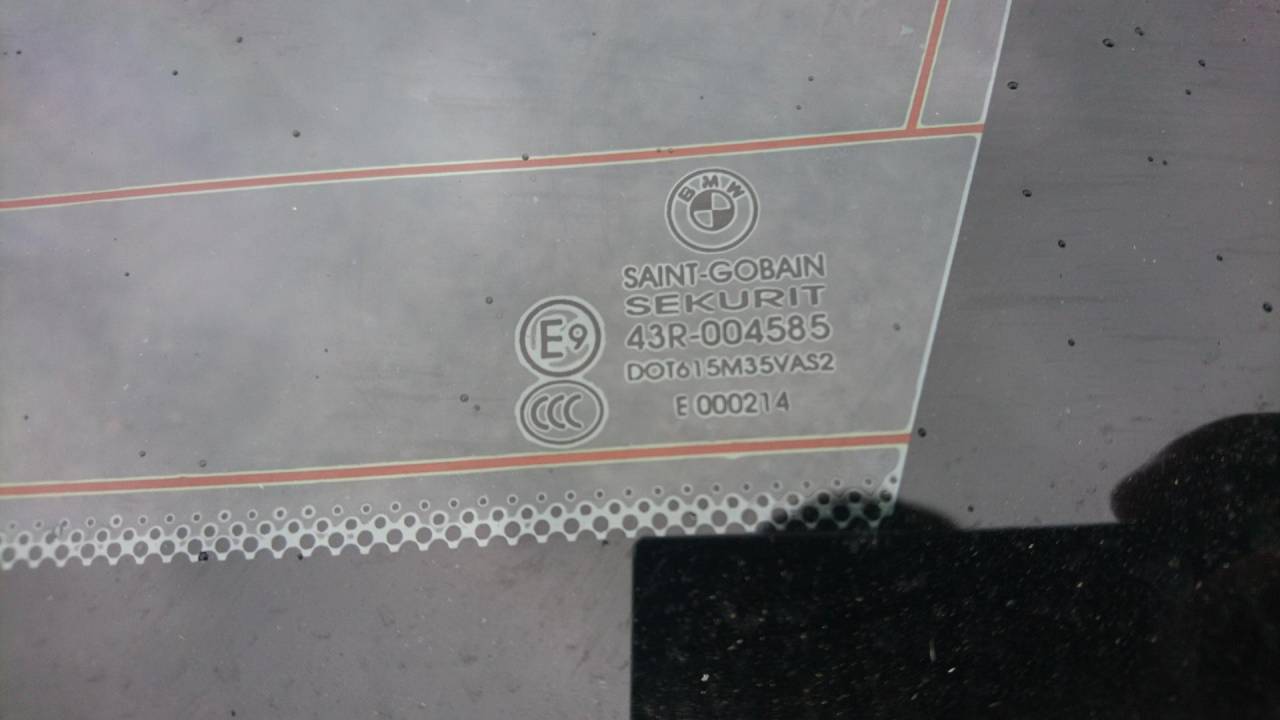 BMW
SAINT-GOBAIN
SEKURIT
E9
43R-004585
DOT615M35VAS2
CCC
E 000214